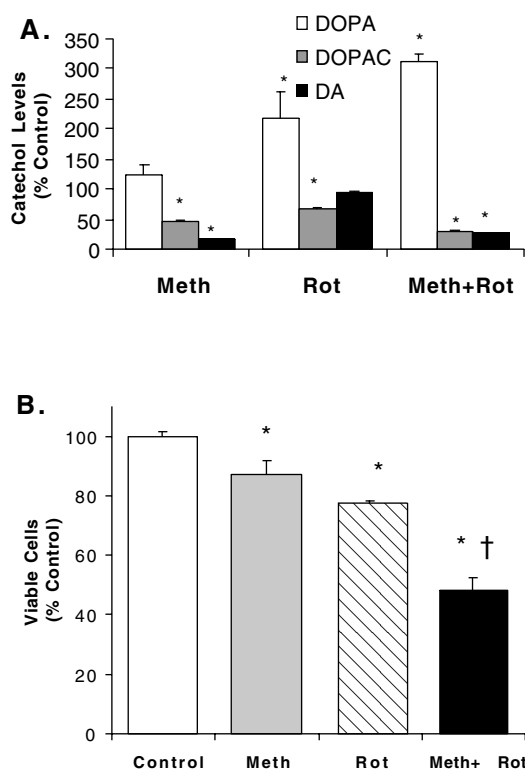 A.
DOPA
DOPAC
DA
Catechol Levels
(% Control)
350
300
250
200
150
100
50
0
*
*
*
*
*
*
*
Meth
Rot
Meth+Rot
B.
Viable Cells
(% Control)
100
80
60
40
20
0
*
*
* †
Control
Meth
Rot
Meth+ Rot